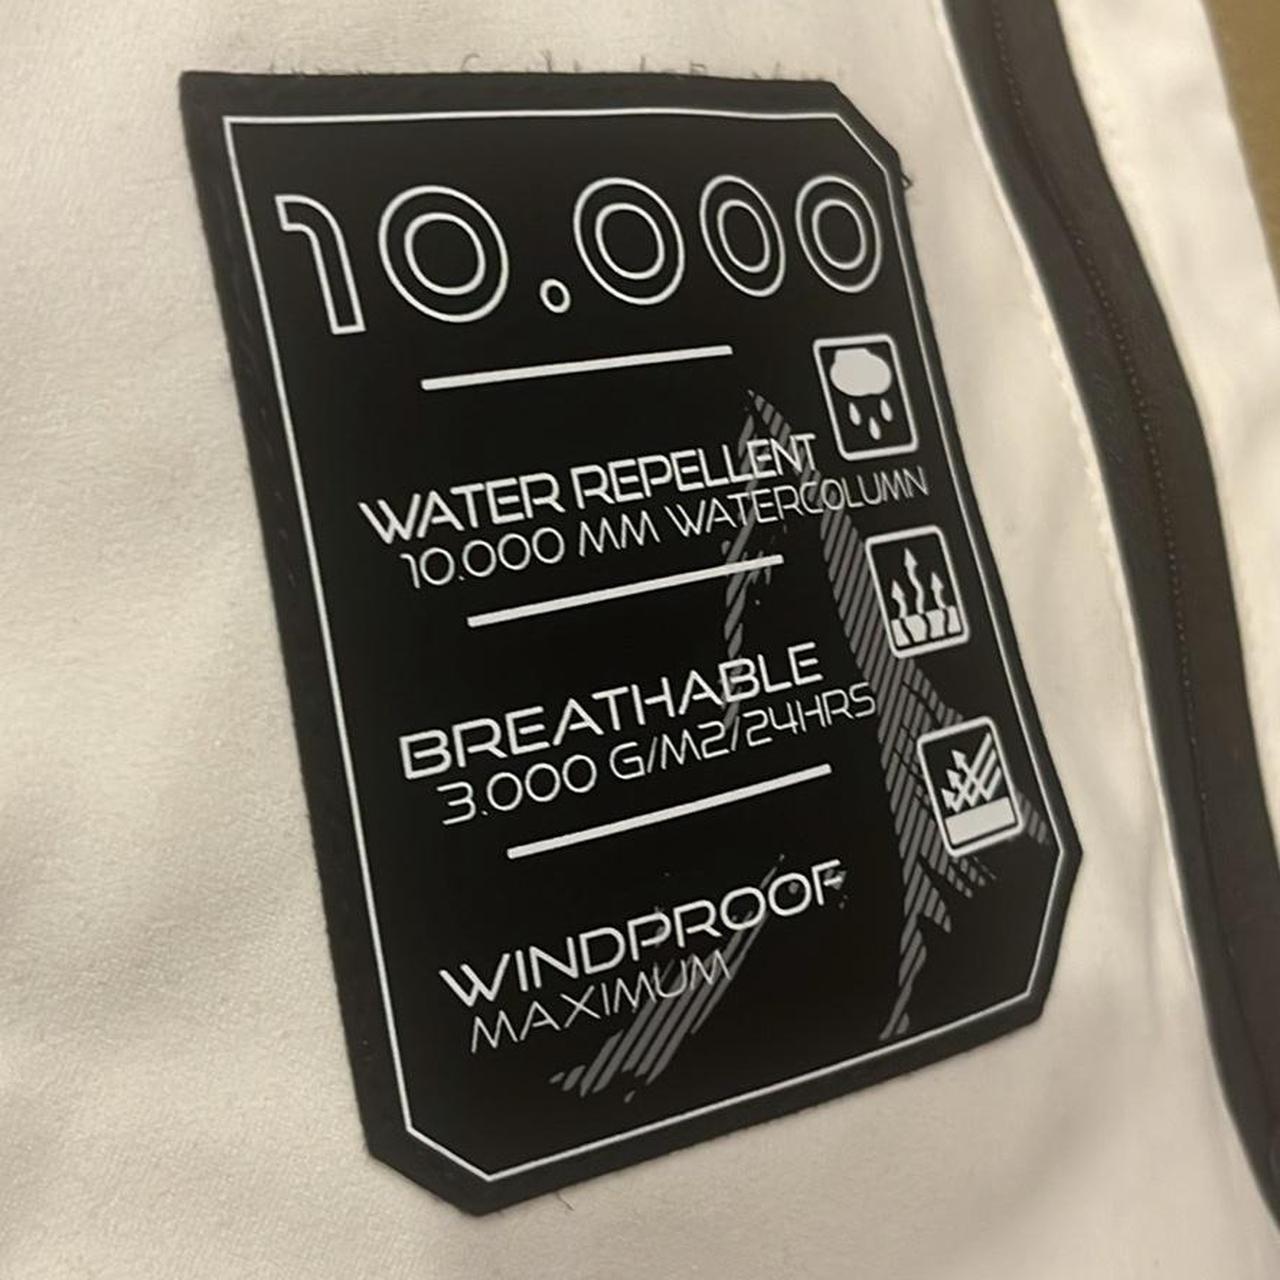 10.000
WATER REPELLENT
10.000 MM WATERCOLUMN
BREATHABLE
3.000 G/M2/24HRS
WINDPROOF
MAXIMUM